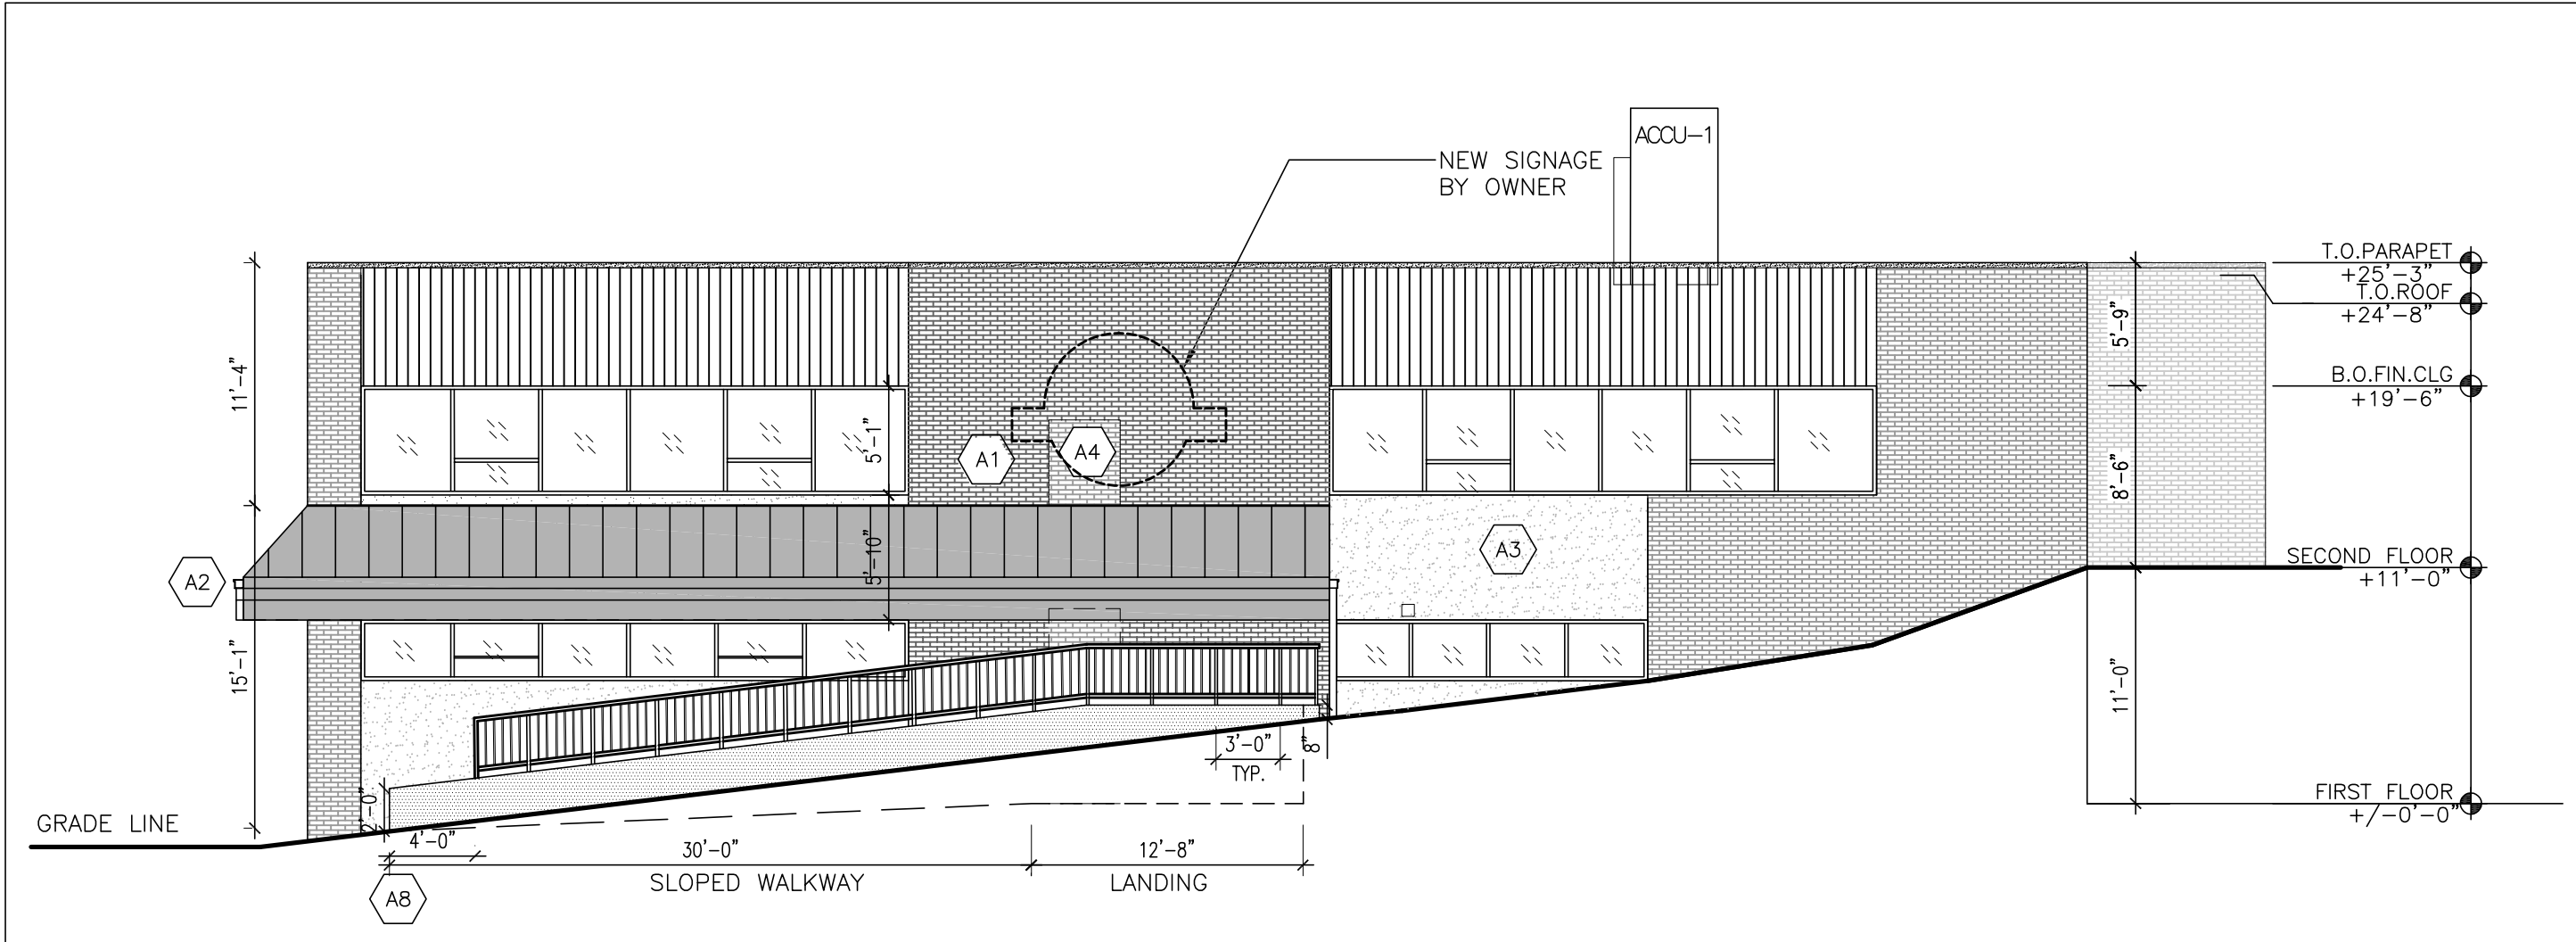 ACCU-1
NEW SIGNAGE
BY OWNER
T.O.PARAPET
+25'-3"
T.O.ROOF
+24'-8"
5'-9"
11'-4"
B.O.FIN.CLG
+19'-6"
5'-1"
A1
A4
8'-6"
A3
5'-10"
A2
SECOND FLOOR
+11'-0"
15'-1"
11'-0"
3'-0"
TYP.
8"
FIRST FLOOR
+/-0'-0"
GRADE LINE
4'-0"
30'-0"
12'-8"
SLOPED WALKWAY
LANDING
A8